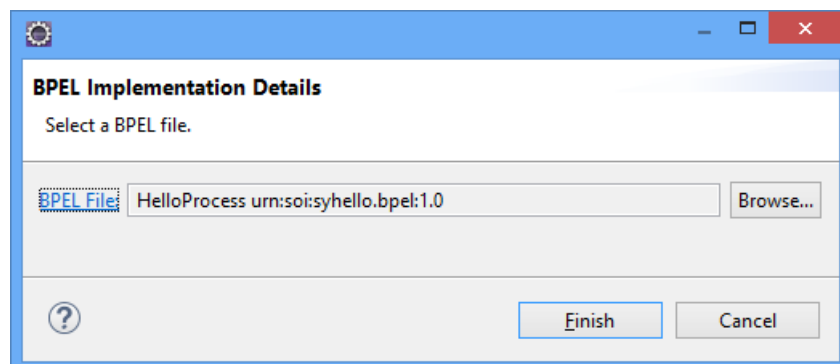 BPEL Implementation Details
Select a BPEL file.
BPEL File: HelloProcess urn:soi:syhello.bpel:1.0 Browse...
? Finish Cancel